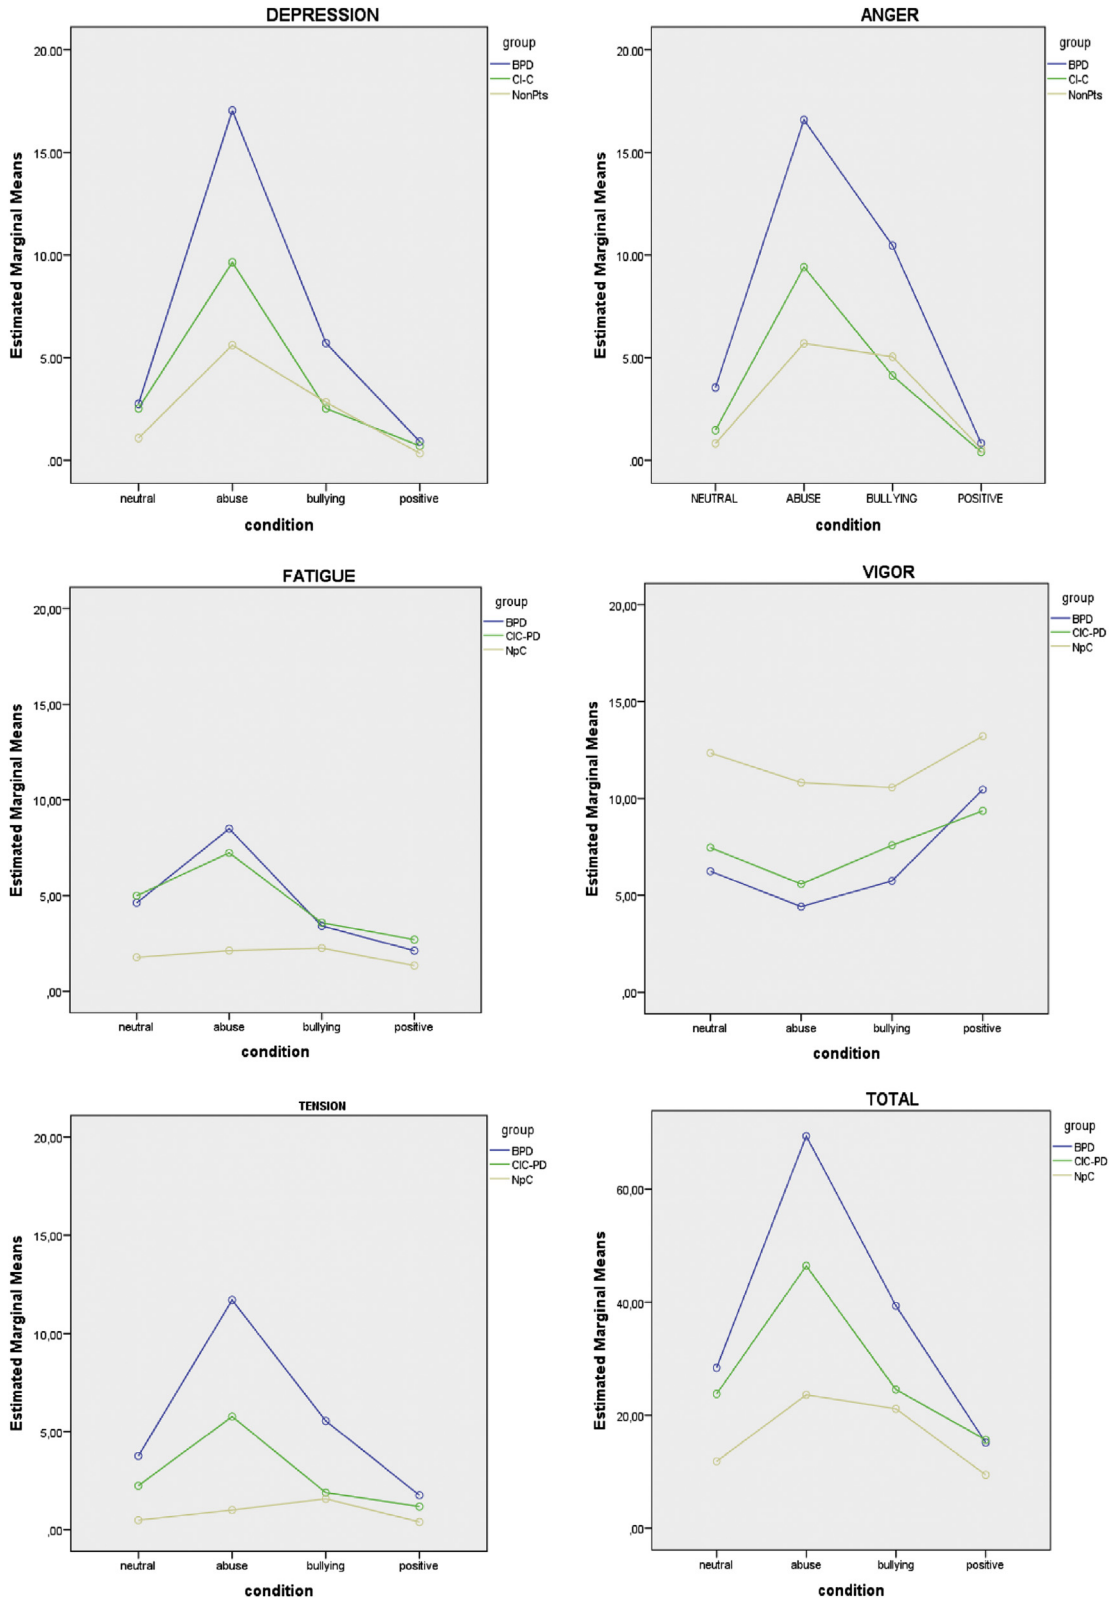 DEPRESSION
group
BPD
CI-C
NonPts
20.00
15.00
10.00
5.00
.00
Estimated Marginal Means
neutral abuse bullying positive
condition
ANGER
group
BPD
CI-C
NonPts
20.00
15.00
10.00
5.00
.00
Estimated Marginal Means
NEUTRAL ABUSE BULLYING POSITIVE
condition
FATIGUE
group
BPD
CIC-PD
NpC
20,00
15,00
10,00
5,00
,00
Estimated Marginal Means
neutral abuse bullying positive
condition
VIGOR
group
BPD
CIC-PD
NpC
20,00
15,00
10,00
5,00
,00
Estimated Marginal Means
neutral abuse bullying positive
condition
TENSION
group
BPD
CIC-PD
NpC
20,00
15,00
10,00
5,00
,00
Estimated Marginal Means
neutral abuse bullying positive
condition
TOTAL
group
BPD
CIC-PD
NpC
60,00
40,00
20,00
,00
Estimated Marginal Means
neutral abuse bullying positive
condition